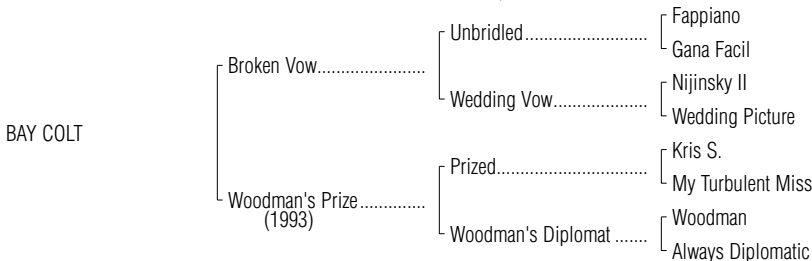 Fappiano
Unbridled..........................
Gana Facil
Broken Vow.......................
Nijinsky II
Wedding Vow....................
Wedding Picture
BAY COLT
Kris S.
Prized................................
My Turbulent Miss
Woodman's Prize..............
(1993)
Woodman
Woodman's Diplomat .......
Always Diplomatic